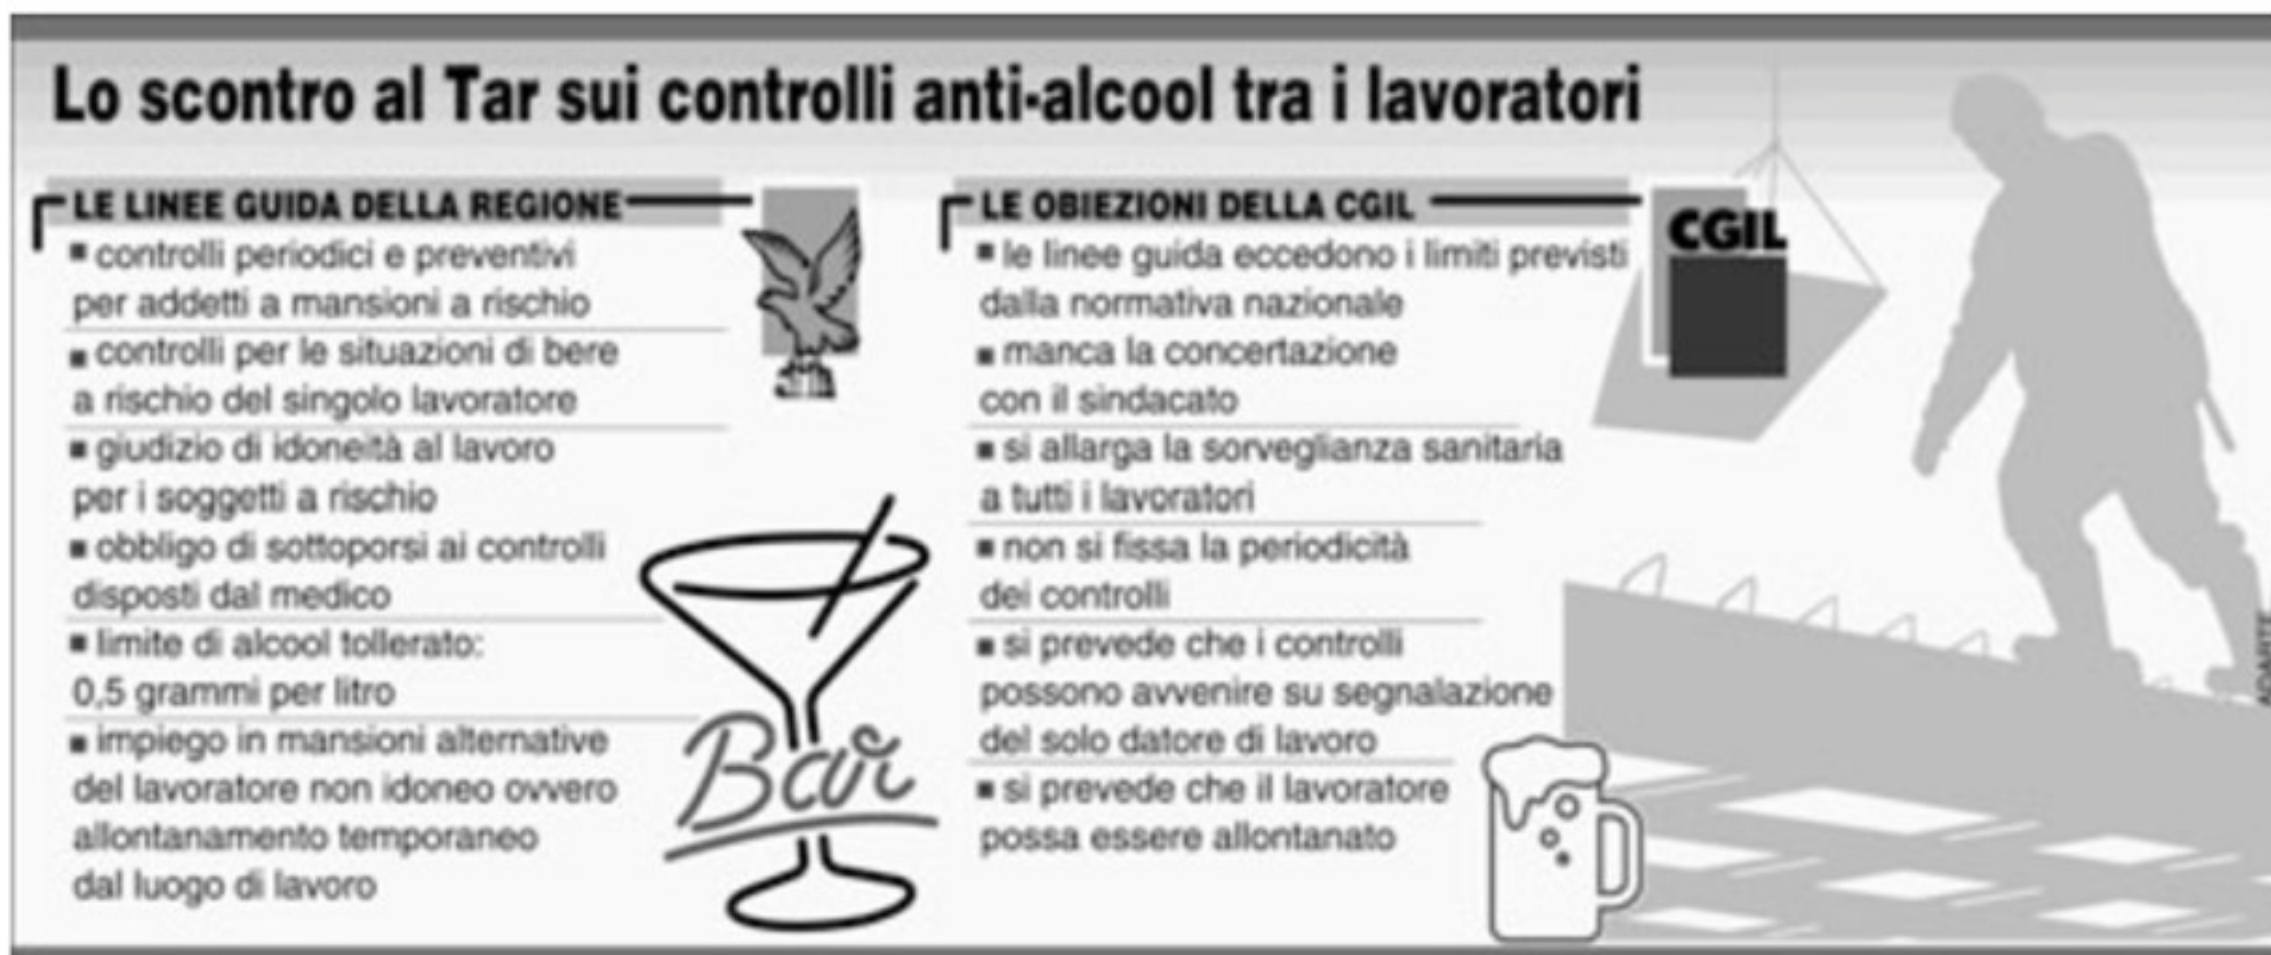 Lo scontro al Tar sui controlli anti-alcool tra i lavoratori
LE LINEE GUIDA DELLA REGIONE
▪ controlli periodici e preventivi
per addetti a mansioni a rischio
▪ controlli per le situazioni di bere
a rischio del singolo lavoratore
▪ giudizio di idoneità al lavoro
per i soggetti a rischio
▪ obbligo di sottoporsi ai controlli
disposti dal medico
▪ limite di alcool tollerato:
0,5 grammi per litro
▪ impiego in mansioni alternative
del lavoratore non idoneo ovvero
allontanamento temporaneo
dal luogo di lavoro
Bar
LE OBIEZIONI DELLA CGIL
CGIL
▪ le linee guida eccedono i limiti previsti
dalla normativa nazionale
▪ manca la concertazione
con il sindacato
▪ si allarga la sorveglianza sanitaria
a tutti i lavoratori
▪ non si fissa la periodicità
dei controlli
▪ si prevede che i controlli
possono avvenire su segnalazione
del solo datore di lavoro
▪ si prevede che il lavoratore
possa essere allontanato